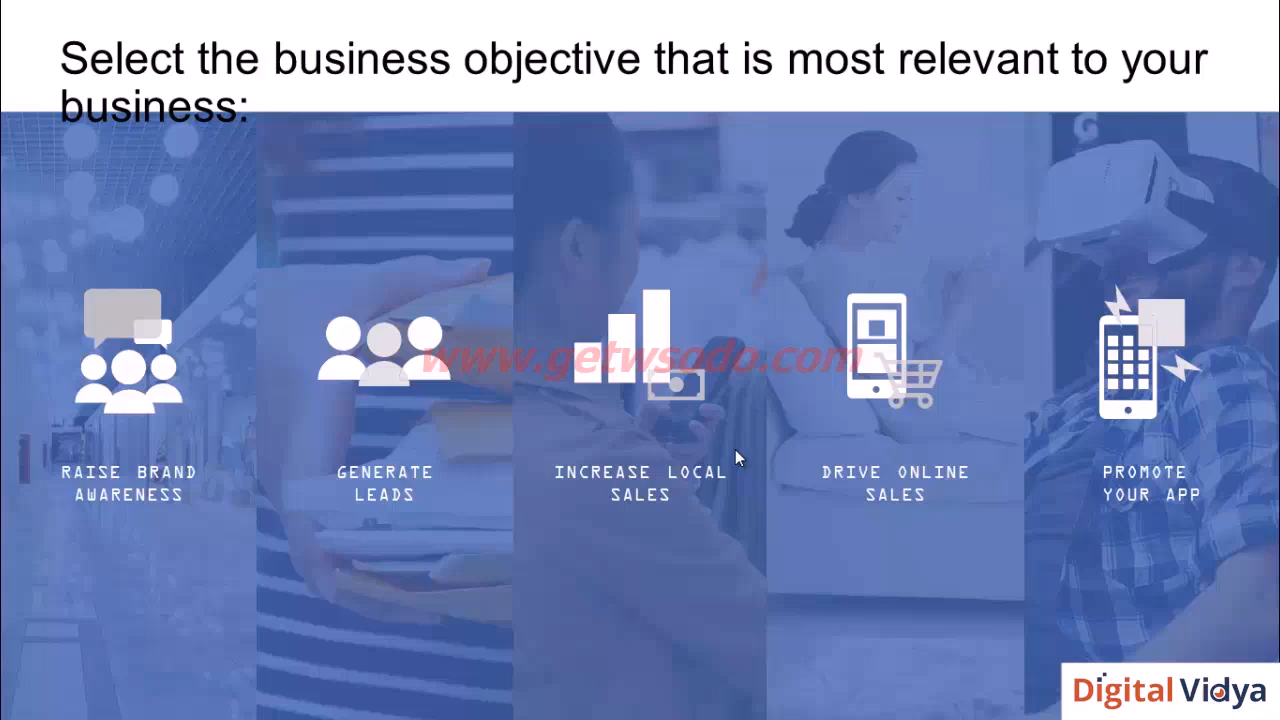 Select the business objective that is most relevant to your
business:
www.getwsodo.com
RAISE BRAND
AWARENESS
GENERATE
LEADS
INCREASE LOCAL
SALES
DRIVE ONLINE
SALES
PROMOTE
YOUR APP
Digital Vidya